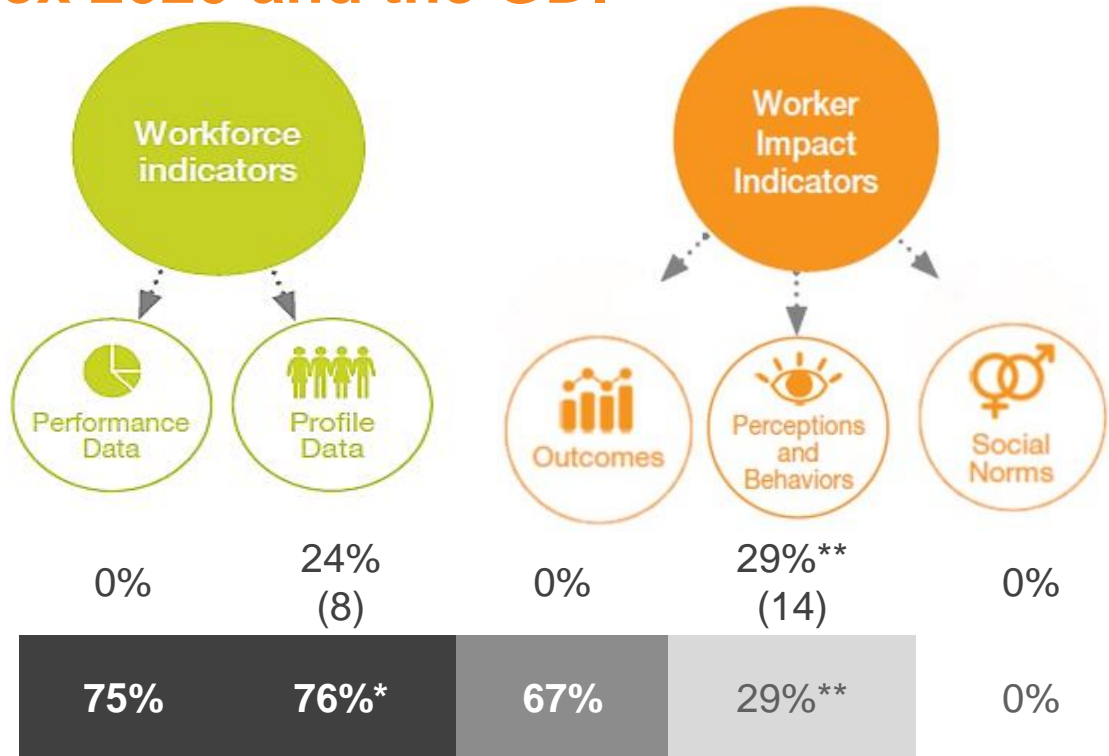 Workforce
indicators
Worker
Impact
Indicators
Performance
Data
Profile
Data
Outcomes
Perceptions
and
Behaviors
Social
Norms
0%
24%
(8)
0%
29%**
(14)
0%
75%
76%*
67%
29%**
0%